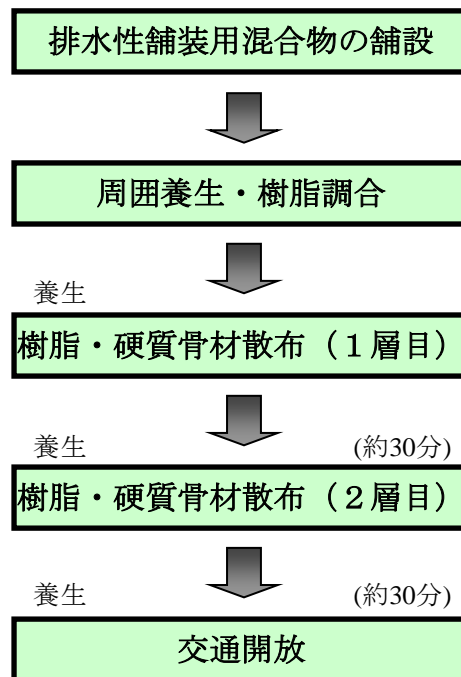 排水性舗装用混合物の舗設
周囲養生・樹脂調合
養生
樹脂・硬質骨材散布（１層目）
養生 (約30分)
樹脂・硬質骨材散布（２層目）
養生 (約30分)
交通開放